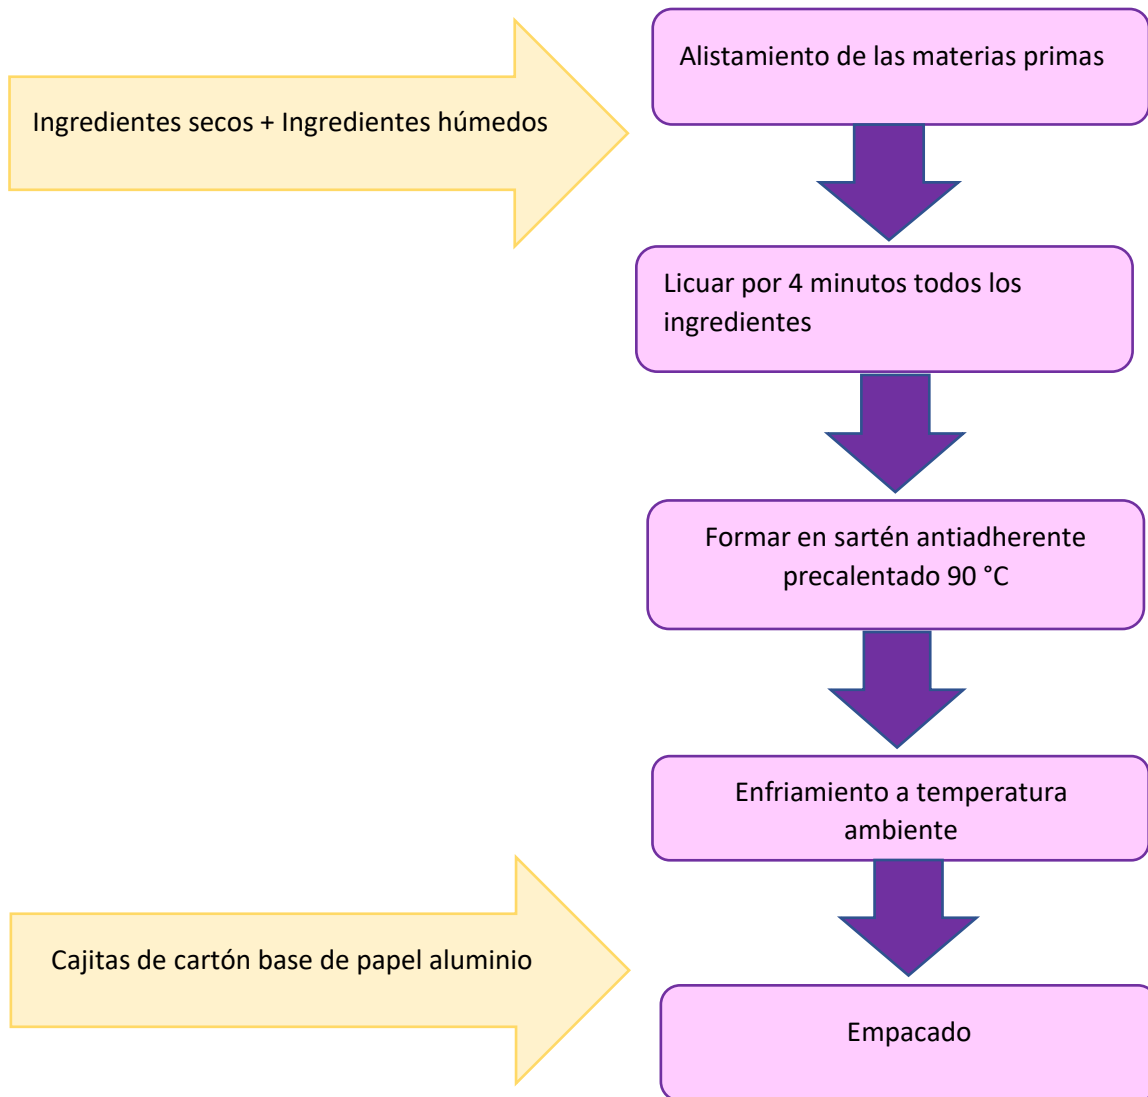 Alistamiento de las materias primas
Ingredientes secos + Ingredientes húmedos
Licuar por 4 minutos todos los
ingredientes
Formar en sartén antiadherente
precalentado 90 °C
Enfriamiento a temperatura
ambiente
Cajitas de cartón base de papel aluminio
Empacado